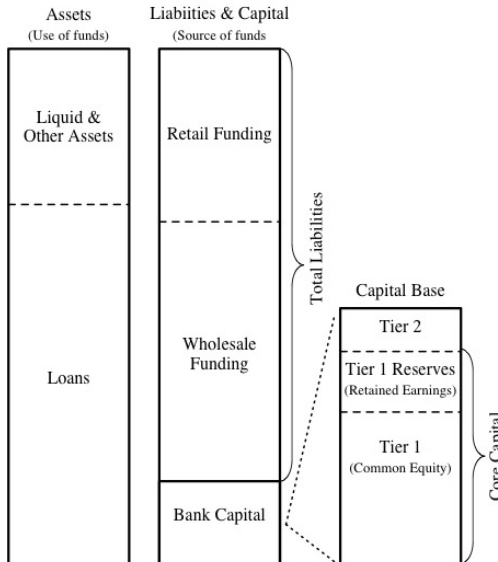 Assets
(Use of funds)
Liabiities & Capital
(Source of funds
Liquid &
Other Assets
Loans
Retail Funding
Wholesale
Funding
Bank Capital
Total Liabilities
Capital Base
Tier 2
Tier 1 Reserves
(Retained Earnings)
Tier 1
(Common Equity)
Core Capital